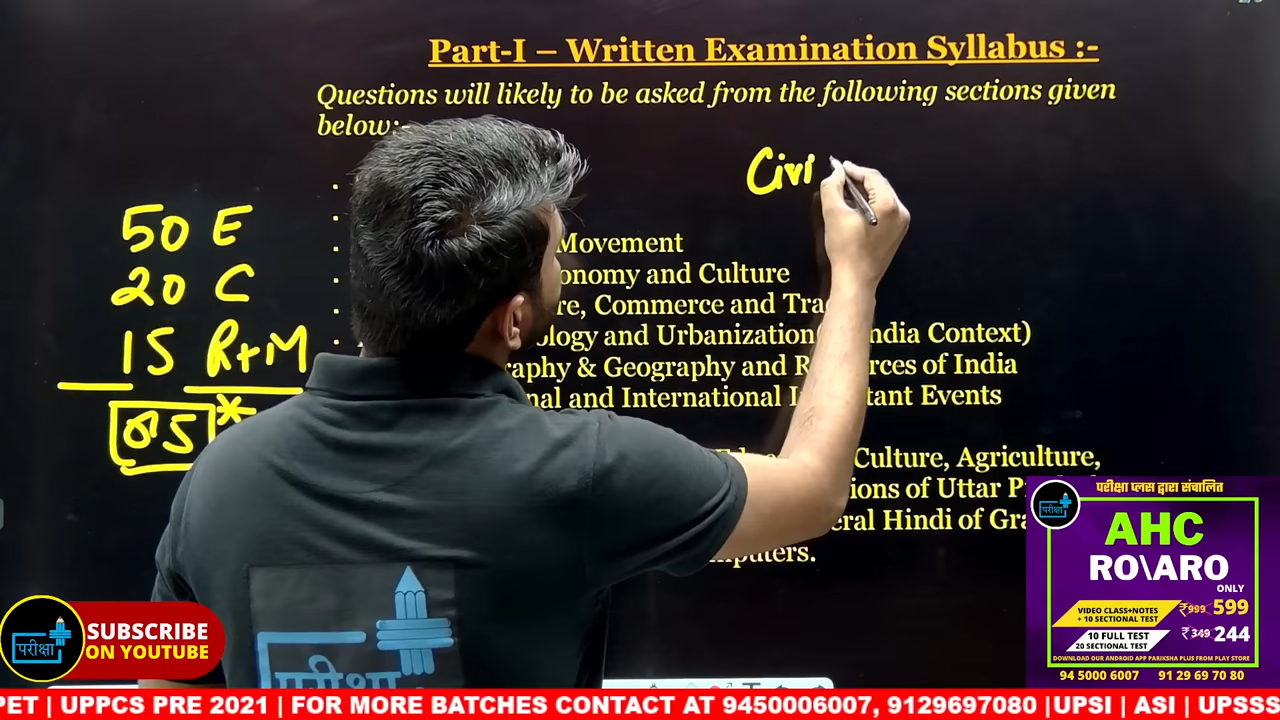 Part-I – Written Examination Syllabus :-
Questions will likely to be asked from the following sections given
below:-
Civi
Movement
onomy and Culture
re, Commerce and Tra
ology and Urbanization( ndia Context)
aphy & Geography and R rces of India
nal and International I tant Events
Culture, Agriculture,
ions of Uttar P
eral Hindi of Gra
mputers.
50 E
20 C
15 R+M
85 *
परीक्षा
परीक्षा
SUBSCRIBE
ON YOUTUBE
परीक्षा प्लस द्वारा संचालित
परीक्षा
AHC
RO\ARO
ONLY
VIDEO CLASS+NOTES
+ 10 SECTIONAL TEST
₹999 599
10 FULL TEST
20 SECTIONAL TEST
₹349 244
DOWNLOAD OUR ANDROID APP PARIKSHA PLUS FROM PLAY STORE
94 5000 6007 91 29 69 70 80
PET | UPPCS PRE 2021 | FOR MORE BATCHES CONTACT AT 9450006007, 9129697080 |UPSI | ASI | UPSSS